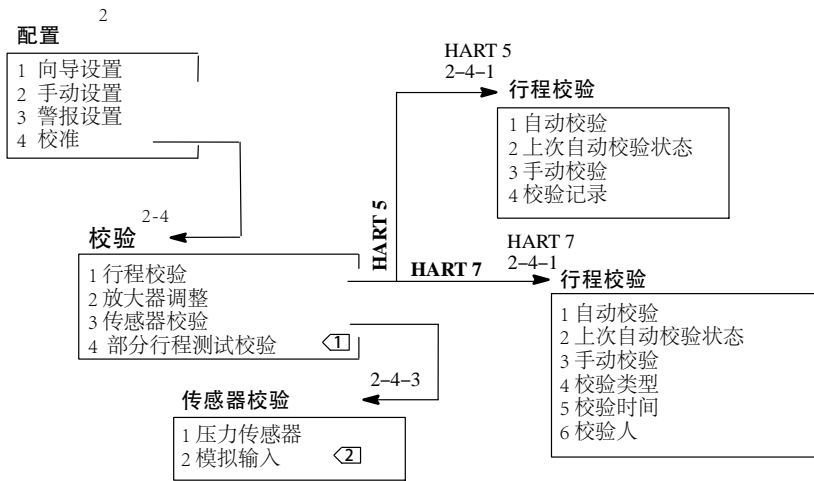 2
配置
1 向导设置
2 手动设置
3 警报设置
4 校准
2-4
校验
1 行程校验
2 放大器调整
3 传感器校验
4 部分行程测试校验 1
2-4-3
传感器校验
1 压力传感器
2 模拟输入 2
HART 5
HART 7
HART 5
2-4-1
行程校验
1 自动校验
2 上次自动校验状态
3 手动校验
4 校验记录
HART 7
2-4-1
行程校验
1 自动校验
2 上次自动校验状态
3 手动校验
4 校验类型
5 校验时间
6 校验人